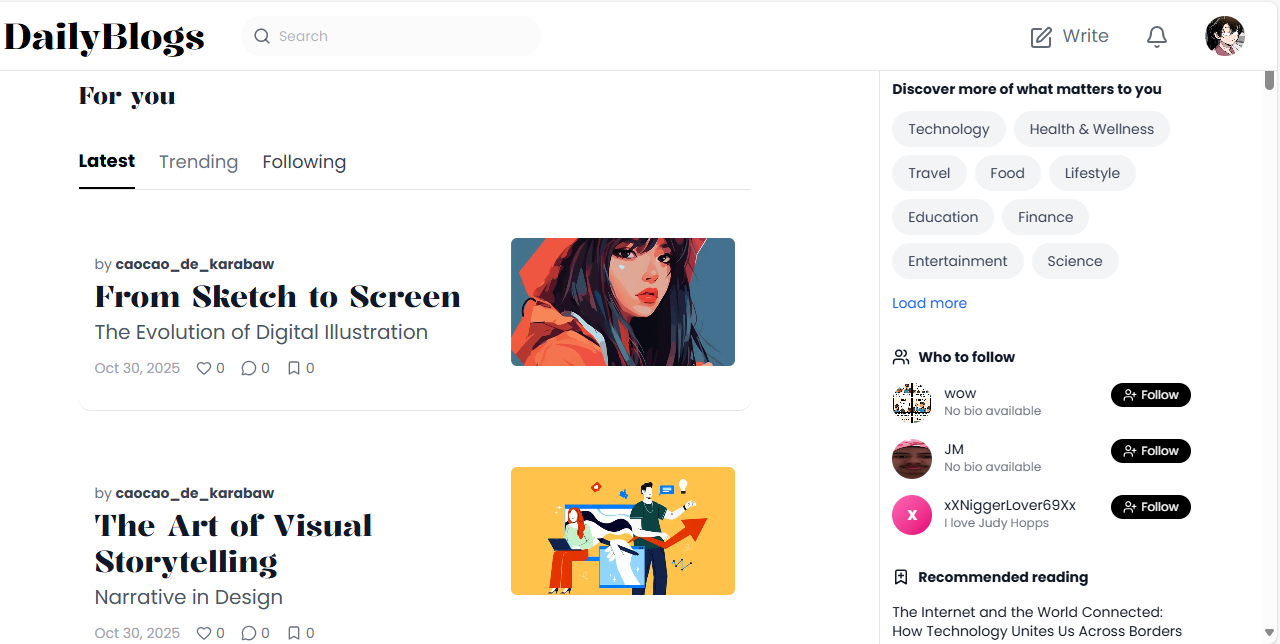 DailyBlogs
Search
Write
For you
Latest
Trending
Following
by caocao_de_karabaw
From Sketch to Screen
The Evolution of Digital Illustration
Oct 30, 2025
0
0
0
by caocao_de_karabaw
The Art of Visual
Storytelling
Narrative in Design
Oct 30, 2025
0
0
0
Discover more of what matters to you
Technology
Health & Wellness
Travel
Food
Lifestyle
Education
Finance
Entertainment
Science
Load more
Who to follow
wow
No bio available
Follow
JM
No bio available
Follow
X
xXNiggerLover69Xx
I love Judy Hopps
Follow
Recommended reading
The Internet and the World Connected:
How Technology Unites Us Across Borders